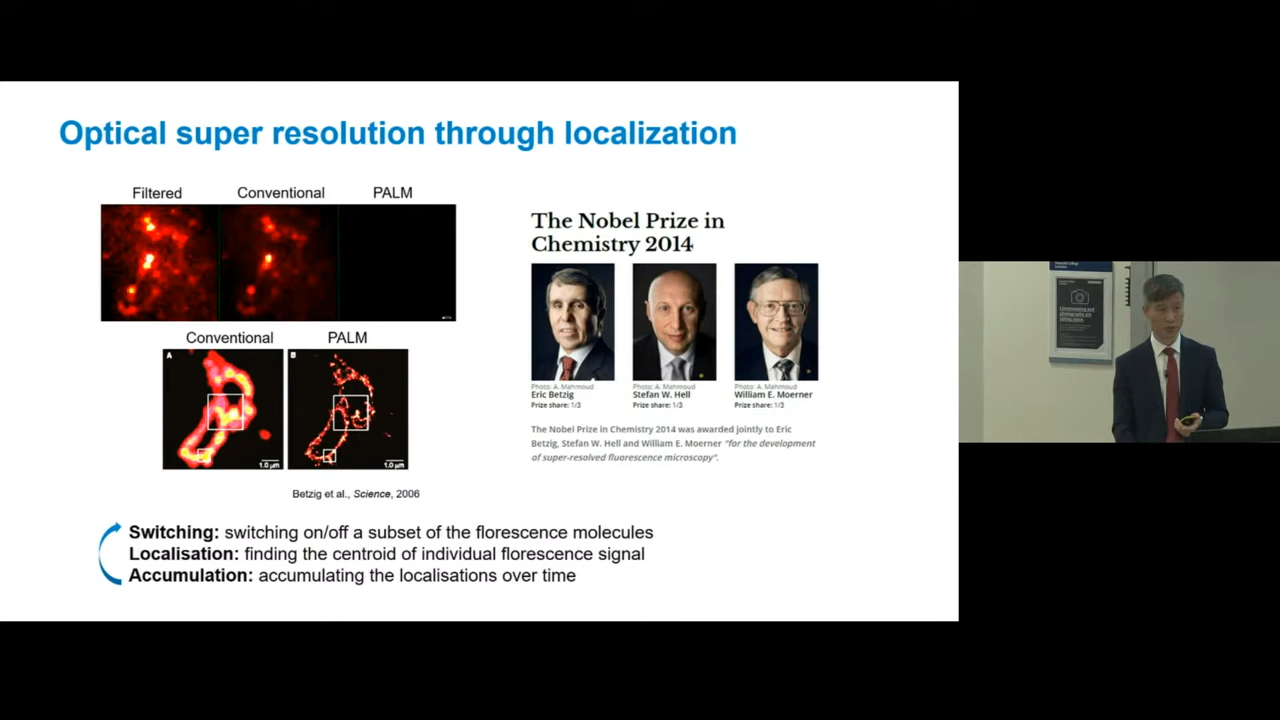 Optical super resolution through localization
Filtered
Conventional
PALM
Conventional
PALM
A
B
1.0 μm
1.0 μm
Betzig et al., Science, 2006
The Nobel Prize in
Chemistry 2014
Photo: A. Mahmoud
Eric Betzig
Prize share: 1/3
Photo: A. Mahmoud
Stefan W. Hell
Prize share: 1/3
Photo: A. Mahmoud
William E. Moerner
Prize share: 1/3
The Nobel Prize in Chemistry 2014 was awarded jointly to Eric
Betzig, Stefan W. Hell and William E. Moerner "for the development
of super-resolved fluorescence microscopy".
Switching: switching on/off a subset of the florescence molecules
Localisation: finding the centroid of individual florescence signal
Accumulation: accumulating the localisations over time